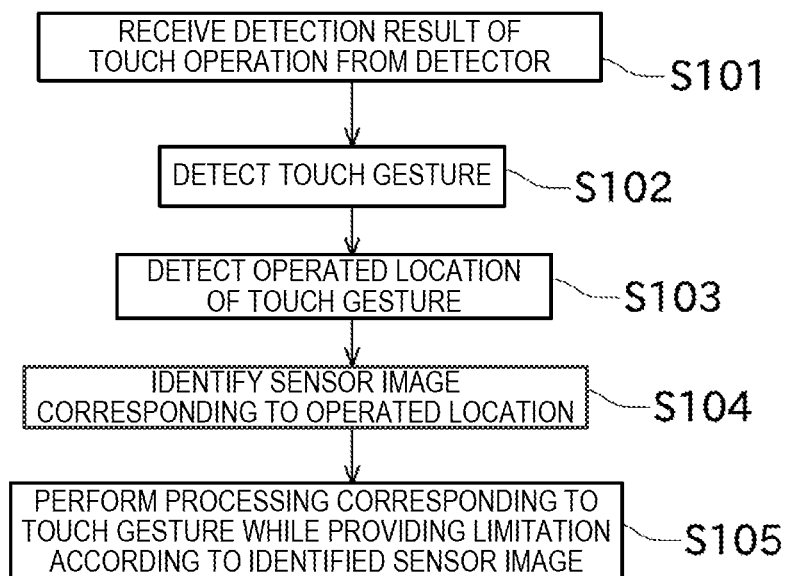 RECEIVE DETECTION RESULT OF
TOUCH OPERATION FROM DETECTOR
S101
DETECT TOUCH GESTURE
S102
DETECT OPERATED LOCATION
OF TOUCH GESTURE
S103
IDENTIFY SENSOR IMAGE
CORRESPONDING TO OPERATED LOCATION
S104
PERFORM PROCESSING CORRESPONDING TO
TOUCH GESTURE WHILE PROVIDING LIMITATION
ACCORDING TO IDENTIFIED SENSOR IMAGE
S105